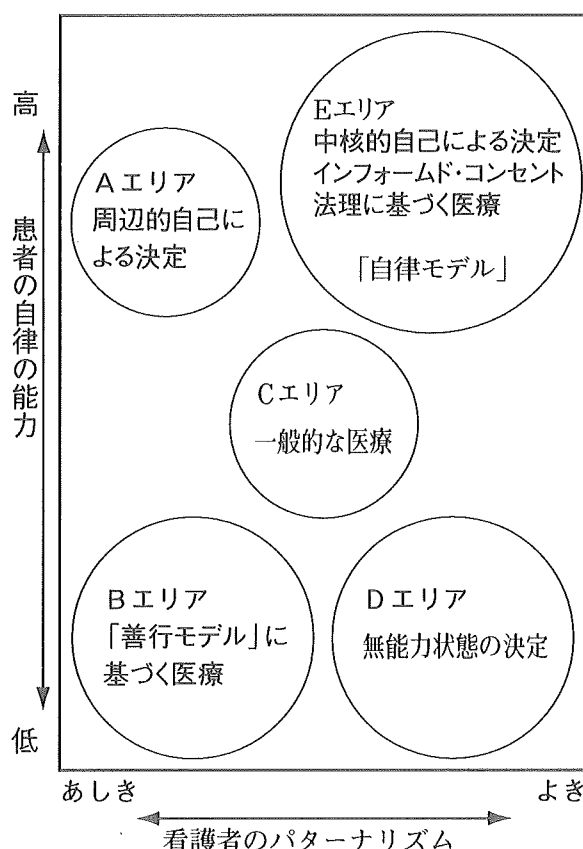 高
患者の自律の能力
低
Eエリア
中核的自己による決定
インフォームド・コンセント
法理に基づく医療
「自律モデル」
Aエリア
周辺的自己に
よる決定
Cエリア
一般的な医療
Bエリア
「善行モデル」に
基づく医療
Dエリア
無能力状態の決定
あしき
よき
看護者のパターナリズム